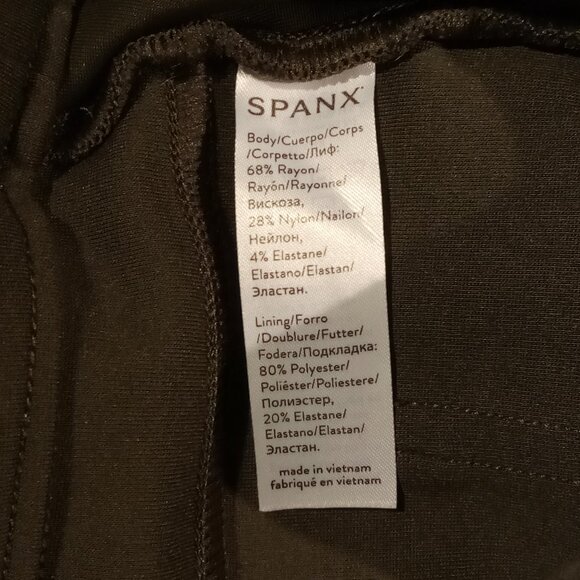 SPANX
Body/Cuerpo/Corps
/Corpetto/Лиф:
68% Rayon/
Rayón/Rayonne/
Вискоза,
28% Nylon/Nailon/
Нейлон,
4% Elastane/
Elastano/Elastan/
Эластан.
Lining/Forro
/Doublure/Futter/
Fodera/Подкладка:
80% Polyester/
Poliéster/Poliestere/
Полиэстер,
20% Elastane/
Elastano/Elastan/
Эластан.
made in vietnam
fabriqué en vietnam